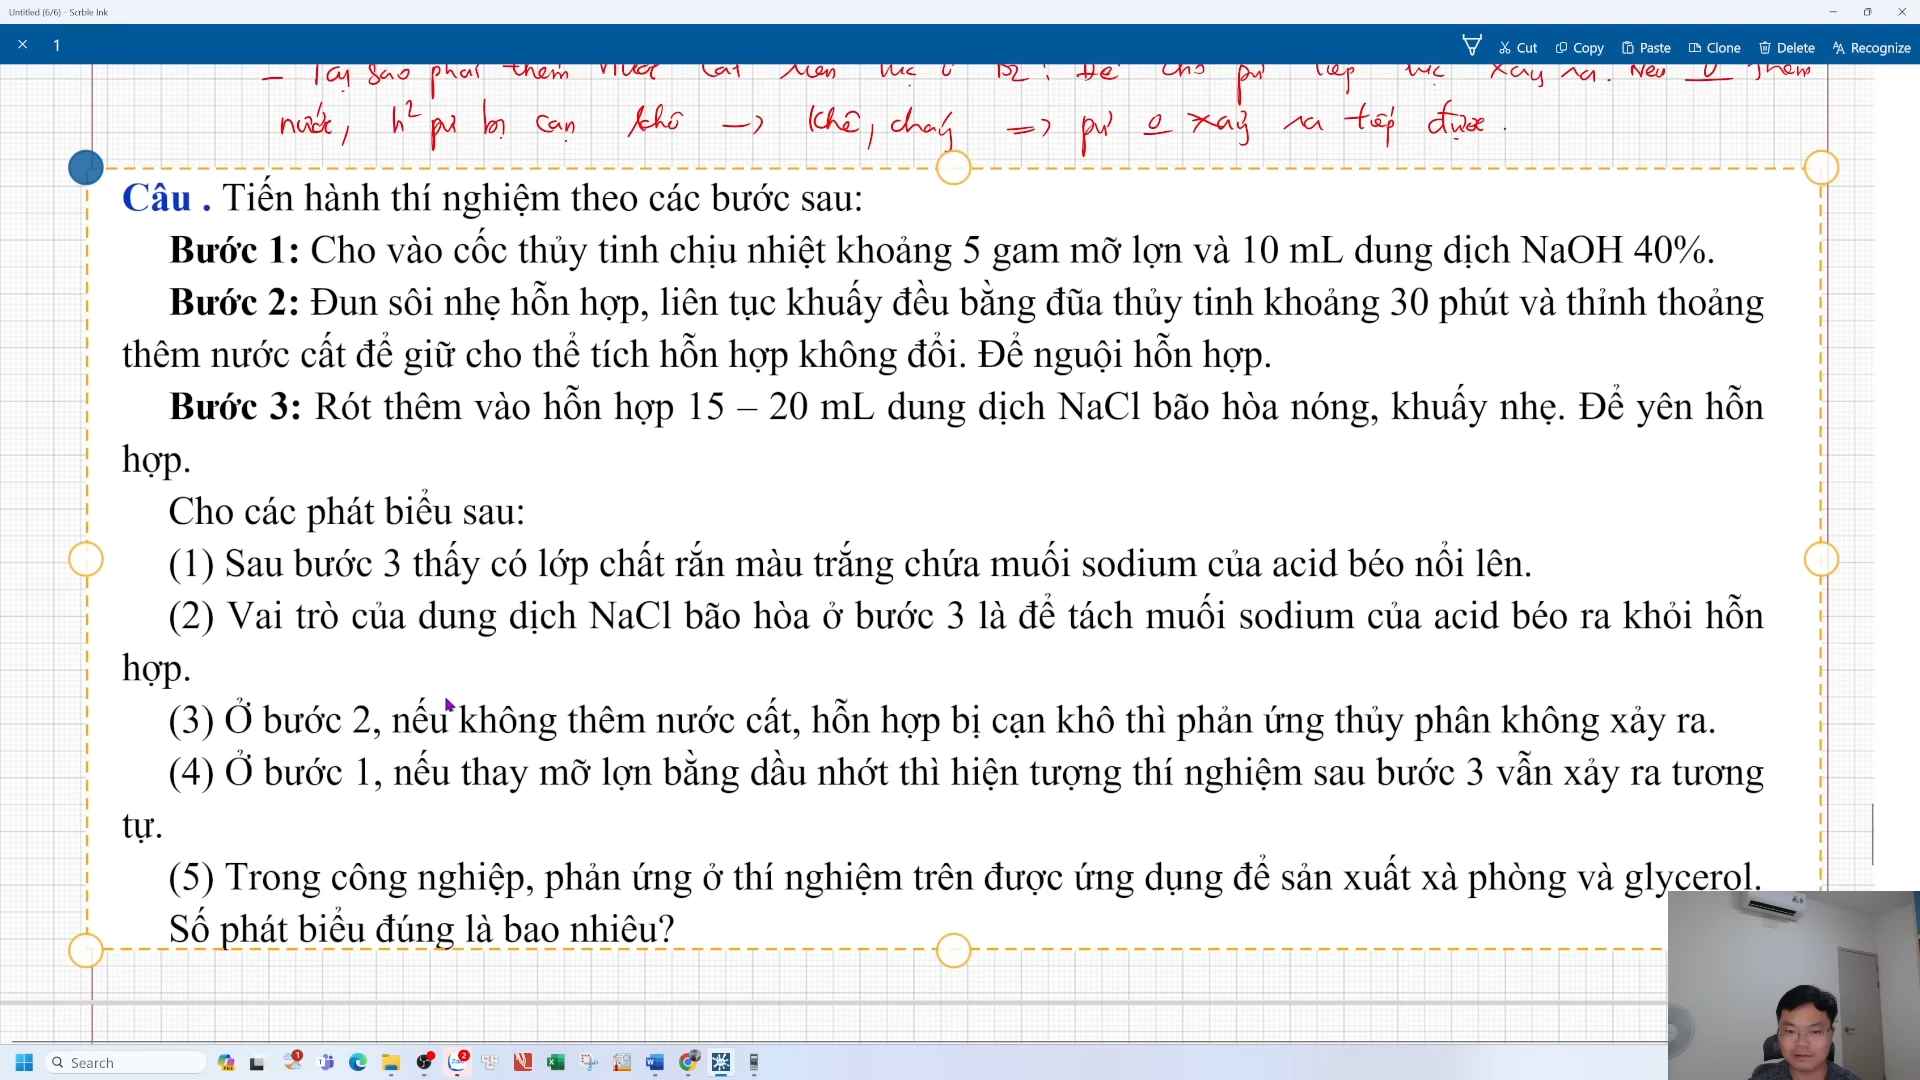 Untitled (6/6) - Scrble Ink
1 Cut Copy Paste Clone Delete Recognize
nước, h² pư bị cạn khô → khê, cháy => pư o xảy ra tiếp được.
Câu . Tiến hành thí nghiệm theo các bước sau:
Bước 1: Cho vào cốc thủy tinh chịu nhiệt khoảng 5 gam mỡ lợn và 10 mL dung dịch NaOH 40%.
Bước 2: Đun sôi nhẹ hỗn hợp, liên tục khuấy đều bằng đũa thủy tinh khoảng 30 phút và thỉnh thoảng
thêm nước cất để giữ cho thể tích hỗn hợp không đổi. Để nguội hỗn hợp.
Bước 3: Rót thêm vào hỗn hợp 15 – 20 mL dung dịch NaCl bão hòa nóng, khuấy nhẹ. Để yên hỗn
hợp.
Cho các phát biểu sau:
(1) Sau bước 3 thấy có lớp chất rắn màu trắng chứa muối sodium của acid béo nổi lên.
(2) Vai trò của dung dịch NaCl bão hòa ở bước 3 là để tách muối sodium của acid béo ra khỏi hỗn
hợp.
(3) Ở bước 2, nếu không thêm nước cất, hỗn hợp bị cạn khô thì phản ứng thủy phân không xảy ra.
(4) Ở bước 1, nếu thay mỡ lợn bằng dầu nhớt thì hiện tượng thí nghiệm sau bước 3 vẫn xảy ra tương
tự.
(5) Trong công nghiệp, phản ứng ở thí nghiệm trên được ứng dụng để sản xuất xà phòng và glycerol.
Số phát biểu đúng là bao nhiêu?
Search